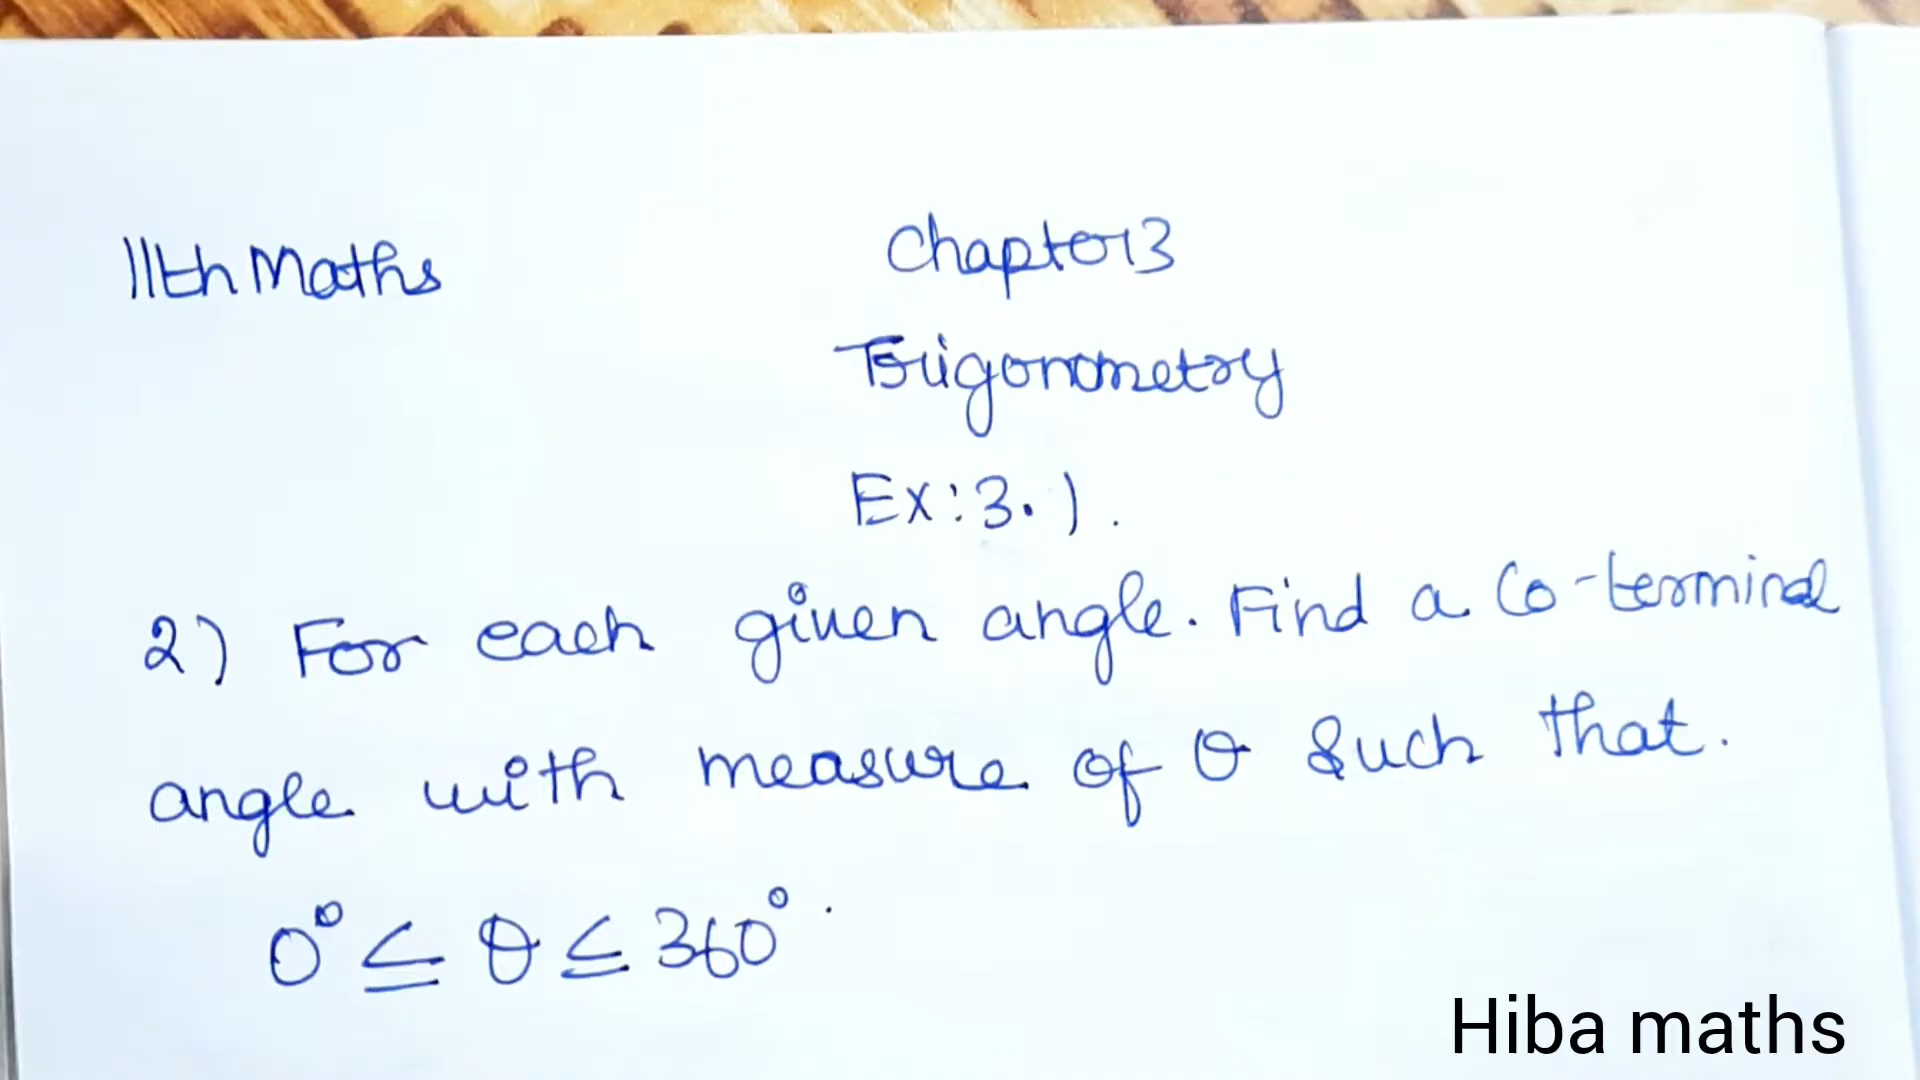 11th Maths
Chapter 3
Trigonometry
Ex: 3.1.
2) For each given angle. Find a Co-terminal
angle with measure of θ Such that.
0° ≤ θ ≤ 360°.
Hiba maths